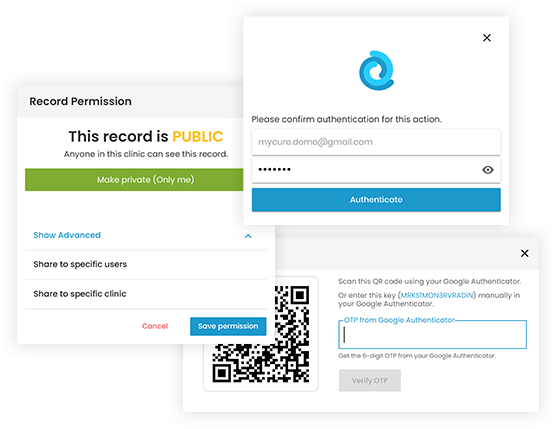 Record Permission
This record is PUBLIC
Anyone in this clinic can see this record.
Make private (Only me)
Show Advanced
Share to specific users
Share to specific clinic
Cancel
Save permission
Please confirm authentication for this action.
mycure.demo@gmail.com
•••••••
Authenticate
Scan this QR code using your Google Authenticator.
Or enter this key (MRKS1MON3RVRADIN) manually in
your Google Authenticator.
OTP from Google Authenticator
Get the 6-digit OTP from your Google Authenticator.
Verify OTP